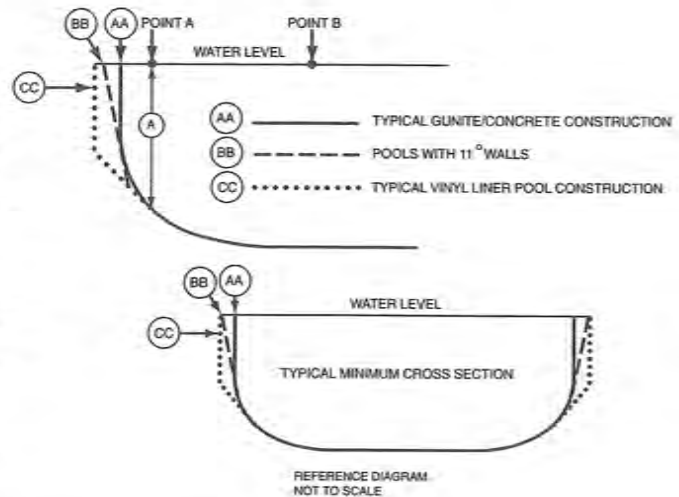 BB AA POINT A POINT B
WATER LEVEL
CC
A
AA TYPICAL GUNITE/CONCRETE CONSTRUCTION
BB POOLS WITH 11° WALLS
CC TYPICAL VINYL LINER POOL CONSTRUCTION
BB AA
WATER LEVEL
CC
TYPICAL MINIMUM CROSS SECTION
REFERENCE DIAGRAM
NOT TO SCALE